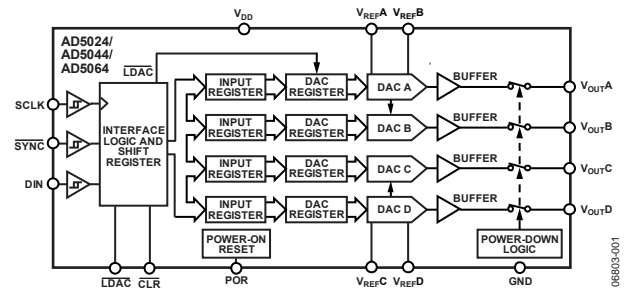 VDD
VREFA VREFB
AD5024/
AD5044/
AD5064
LDAC
SCLK
SYNC
DIN
INTERFACE
LOGIC AND
SHIFT
REGISTER
INPUT
REGISTER
DAC
REGISTER
DAC A
BUFFER
VOUTA
INPUT
REGISTER
DAC
REGISTER
DAC B
BUFFER
VOUTB
INPUT
REGISTER
DAC
REGISTER
DAC C
BUFFER
VOUTC
INPUT
REGISTER
DAC
REGISTER
DAC D
BUFFER
VOUTD
POWER-ON
RESET
POWER-DOWN
LOGIC
LDAC CLR
POR
VREFC VREFD
GND
06803-001